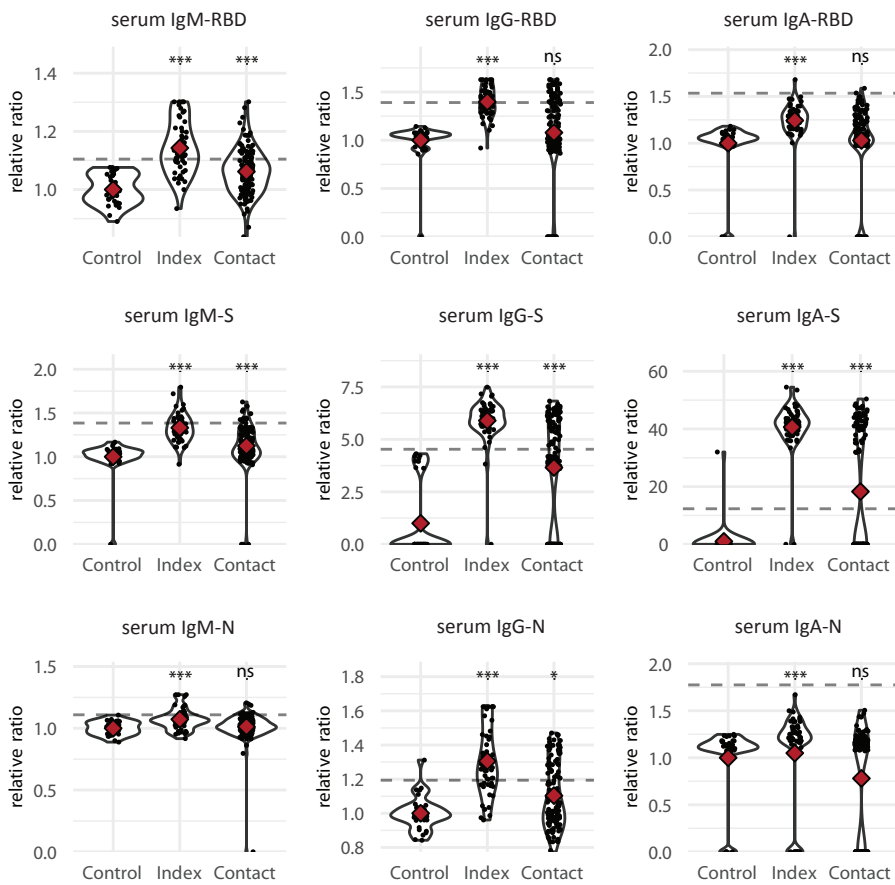 serum IgM-RBD
relative ratio
1.4
1.2
1.0
*** ***
Control Index Contact
serum IgG-RBD
relative ratio
1.5
1.0
0.5
0.0
*** ns
Control Index Contact
serum IgA-RBD
relative ratio
2.0
1.5
1.0
0.5
0.0
*** ns
Control Index Contact
serum IgM-S
relative ratio
2.0
1.5
1.0
0.5
0.0
*** ***
Control Index Contact
serum IgG-S
relative ratio
7.5
5.0
2.5
0.0
*** ***
Control Index Contact
serum IgA-S
relative ratio
60
40
20
0
*** ***
Control Index Contact
serum IgM-N
relative ratio
1.5
1.0
0.5
0.0
*** ns
Control Index Contact
serum IgG-N
relative ratio
1.8
1.6
1.4
1.2
1.0
0.8
*** *
Control Index Contact
serum IgA-N
relative ratio
2.0
1.5
1.0
0.5
0.0
*** ns
Control Index Contact